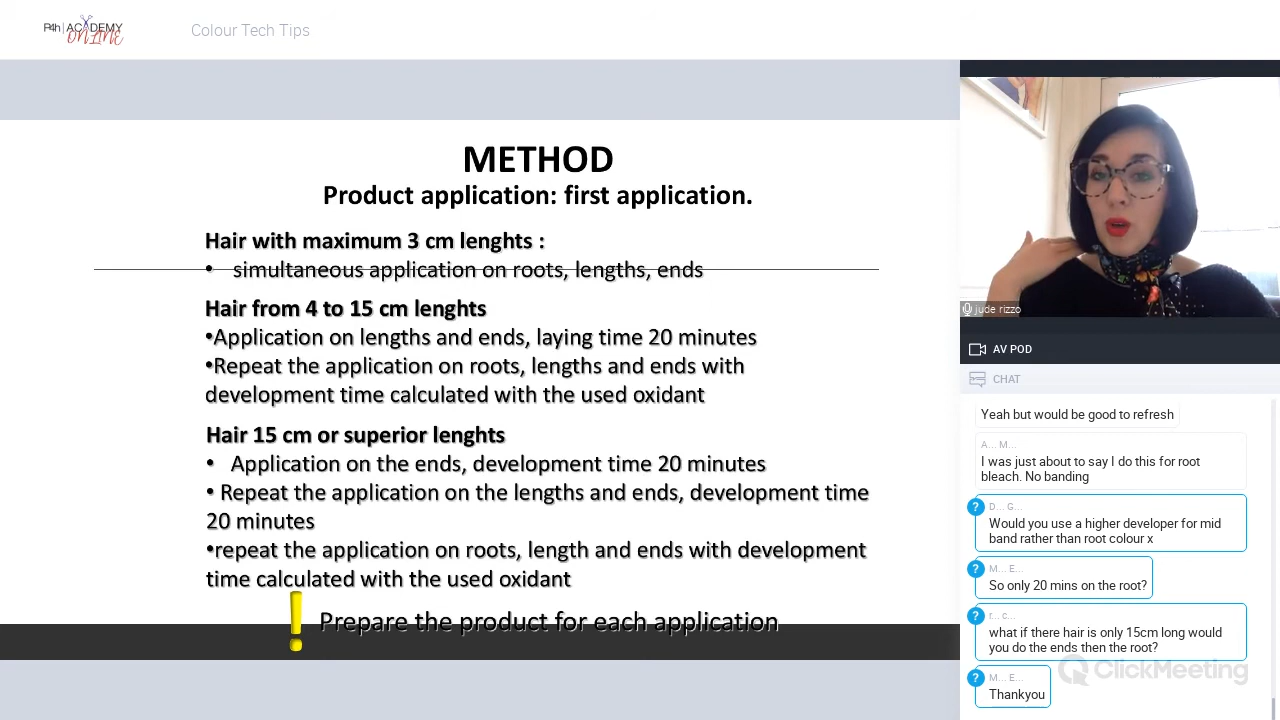 P4h | ACADEMY
ONLINE
Colour Tech Tips
METHOD
Product application: first application.
Hair with maximum 3 cm lenghts :
• simultaneous application on roots, lengths, ends
Hair from 4 to 15 cm lenghts
•Application on lengths and ends, laying time 20 minutes
•Repeat the application on roots, lengths and ends with
development time calculated with the used oxidant
Hair 15 cm or superior lenghts
• Application on the ends, development time 20 minutes
• Repeat the application on the lengths and ends, development time
20 minutes
•repeat the application on roots, length and ends with development
time calculated with the used oxidant
! Prepare the product for each application
jude rizzo
AV POD
CHAT
Yeah but would be good to refresh
A... M...
I was just about to say I do this for root
bleach. No banding
? D... G...
Would you use a higher developer for mid
band rather than root colour x
? M... E...
So only 20 mins on the root?
? r... c...
what if there hair is only 15cm long would
you do the ends then the root?
ClickMeeting
? M... E...
Thankyou